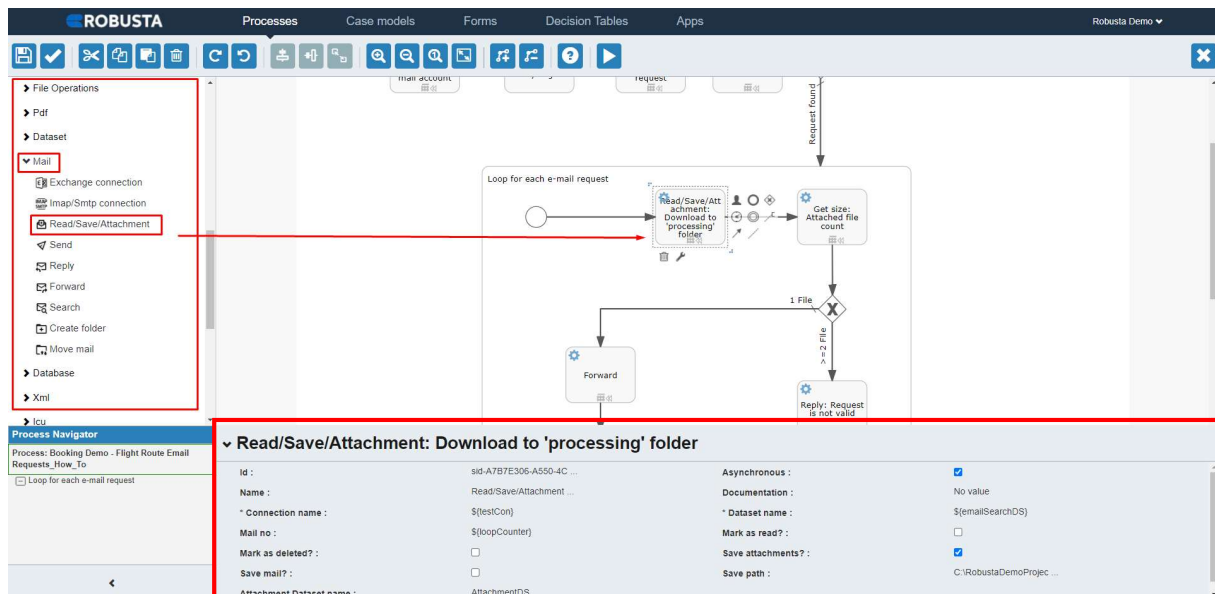 ROBUSTA
Processes
Case models
Forms
Decision Tables
Apps
Robusta Demo
File Operations
Pdf
Dataset
Mail
Exchange connection
Imap/Smtp connection
Read/Save/Attachment
Send
Reply
Forward
Search
Create folder
Move mail
Database
Xml
Icu
mail account
request
Request found
Loop for each e-mail request
Read/Save/Att
achment:
Download to
'processing'
folder
Get size:
Attached file
count
1 File
X
>= 2 File
Forward
Reply: Request
is not valid
Process Navigator
Process: Booking Demo - Flight Route Email
Requests_How_To
Loop for each e-mail request
Read/Save/Attachment: Download to 'processing' folder
Id : sid-A7B7E306-A550-4C ... Asynchronous :
Name : Read/Save/Attachment ... Documentation : No value
* Connection name : ${testCon} * Dataset name : ${emailSearchDS}
Mail no : ${loopCounter} Mark as read? :
Mark as deleted? : Save attachments? :
Save mail? : Save path : C:\RobustaDemoProjec ...
Attachment Dataset name : AttachmentDS